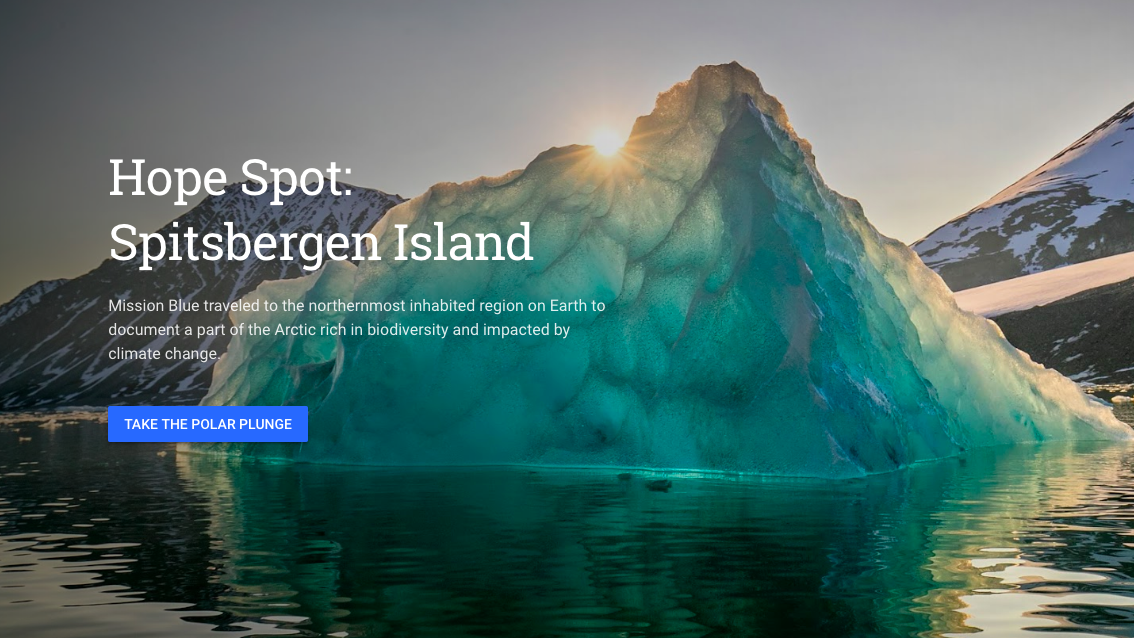 Hope Spot:
Spitsbergen Island
Mission Blue traveled to the northernmost inhabited region on Earth to
document a part of the Arctic rich in biodiversity and impacted by
climate change.
TAKE THE POLAR PLUNGE